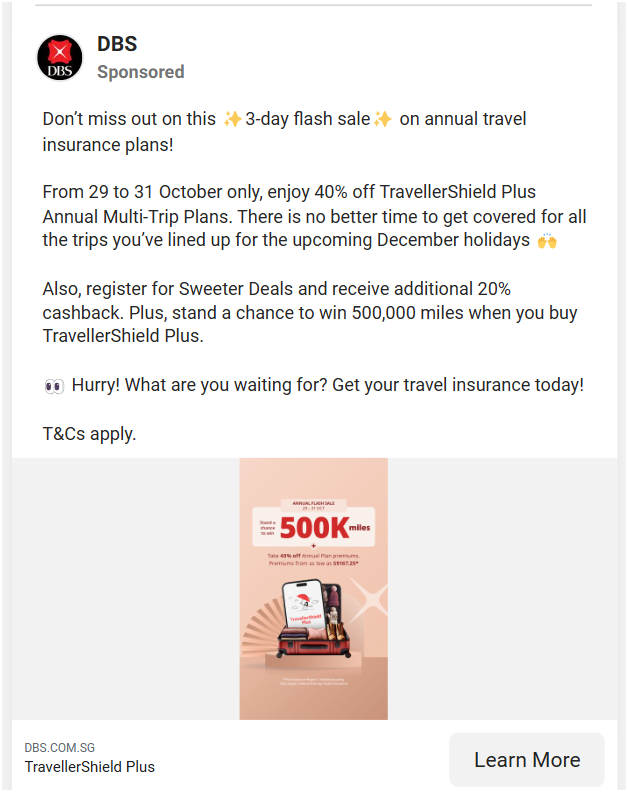 DBS
DBS
Sponsored
Don’t miss out on this ✨3-day flash sale✨ on annual travel
insurance plans!
From 29 to 31 October only, enjoy 40% off TravellerShield Plus
Annual Multi-Trip Plans. There is no better time to get covered for all
the trips you’ve lined up for the upcoming December holidays 🙌
Also, register for Sweeter Deals and receive additional 20%
cashback. Plus, stand a chance to win 500,000 miles when you buy
TravellerShield Plus.
👀 Hurry! What are you waiting for? Get your travel insurance today!
T&Cs apply.
ANNUAL FLASH SALE
29 - 31 OCT
Stand a
chance
to win
500K miles
+
Take 40% off Annual Plan premiums.
Premiums from as low as S$167.25*
TravellerShield
Plus
DBS.COM.SG
TravellerShield Plus
Learn More